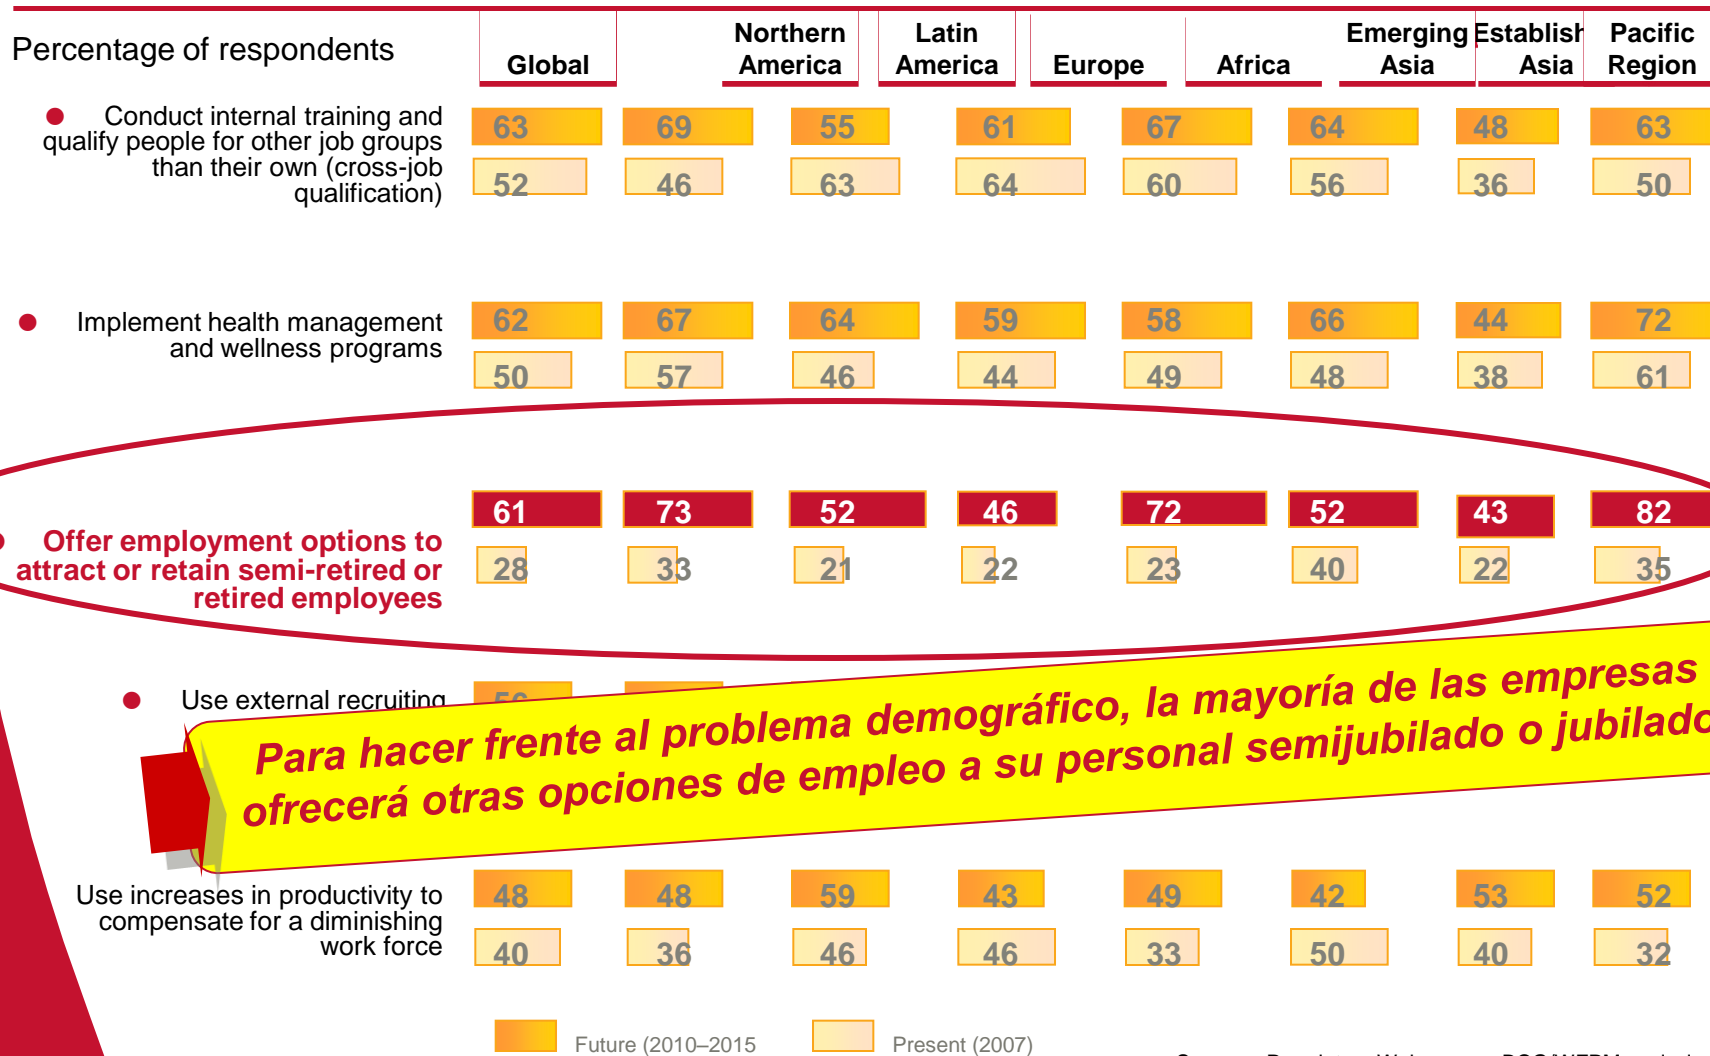 Percentage of respondents
Global
Northern
America
Latin
America
Europe
Africa
Emerging
Asia
Establish
Asia
Pacific
Region
Conduct internal training and
qualify people for other job groups
than their own (cross-job
qualification)
63 69 55 61 67 64 48 63
52 46 63 64 60 56 36 50
Implement health management
and wellness programs
62 67 64 59 58 66 44 72
50 57 46 44 49 48 38 61
Offer employment options to
attract or retain semi-retired or
retired employees
61 73 52 46 72 52 43 82
28 33 21 22 23 40 22 35
Use external recruiting
Para hacer frente al problema demográfico, la mayoría de las empresas
ofrecerá otras opciones de empleo a su personal semijubilado o jubilado
Use increases in productivity to
compensate for a diminishing
work force
48 48 59 43 49 42 53 52
40 36 46 46 33 50 40 32
Future (2010–2015
Present (2007)